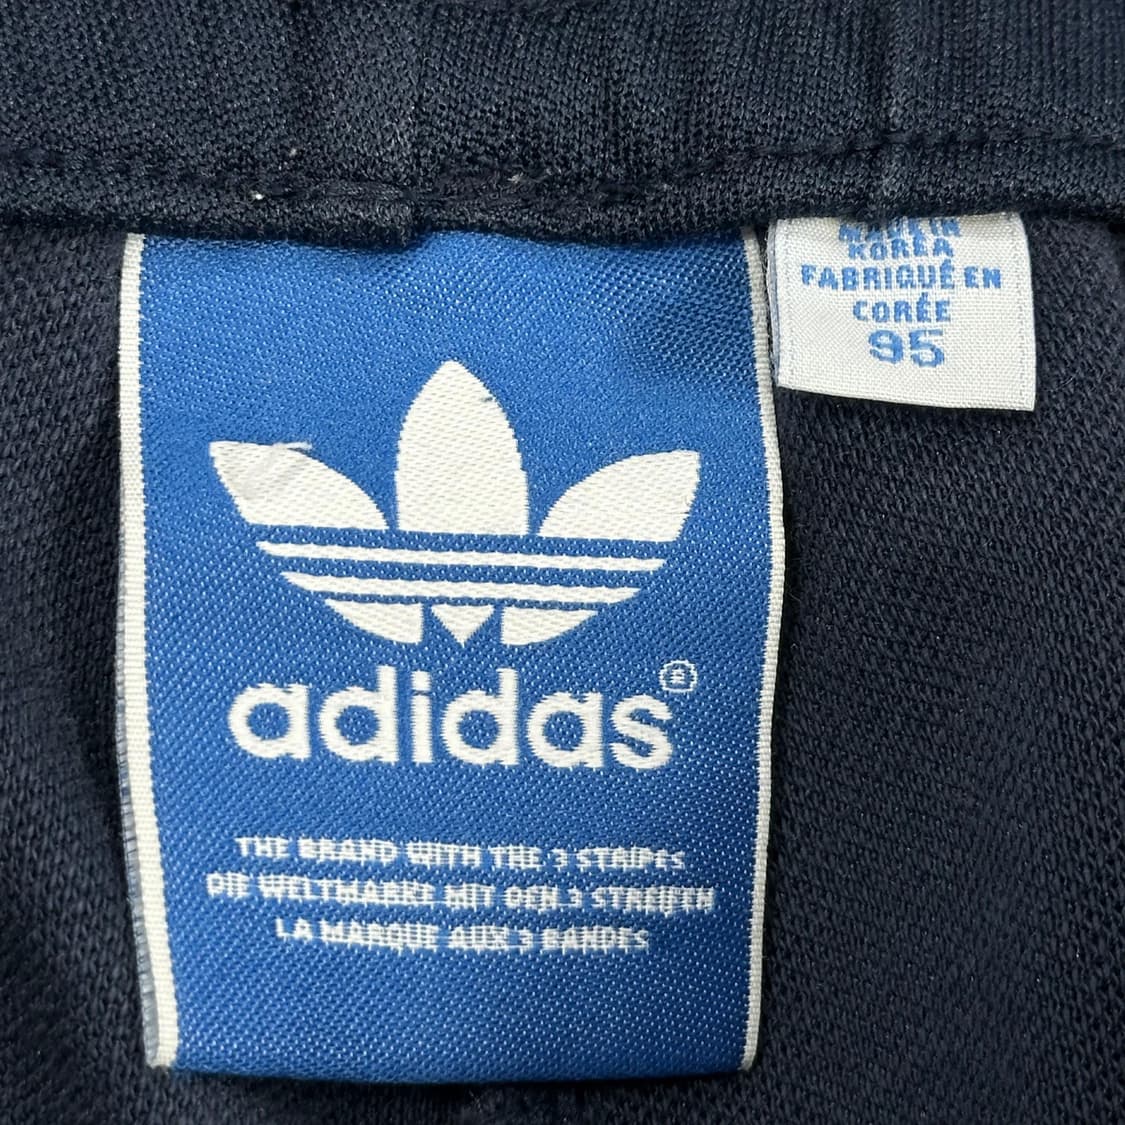 MADE IN
KOREA
FABRIQUÉ EN
CORÉE
95
adidas®
THE BRAND WITH THE 3 STRIPES
DIE WELTMARKE MIT DEN 3 STREIFEN
LA MARQUE AUX 3 BANDES